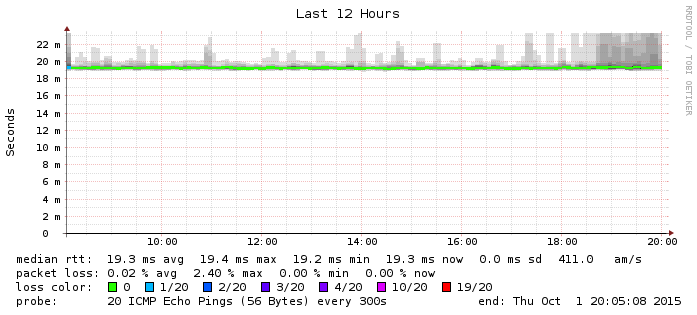 Last 12 Hours
RRDTOOL / TOBI OETIKER
Seconds
22 m
20 m
18 m
16 m
14 m
12 m
10 m
8 m
6 m
4 m
2 m
0
10:00 12:00 14:00 16:00 18:00 20:00
median rtt: 19.3 ms avg 19.4 ms max 19.2 ms min 19.3 ms now 0.0 ms sd 411.0 am/s
packet loss: 0.02 % avg 2.40 % max 0.00 % min 0.00 % now
loss color: 0 1/20 2/20 3/20 4/20 10/20 19/20
probe: 20 ICMP Echo Pings (56 Bytes) every 300s end: Thu Oct 1 20:05:08 2015